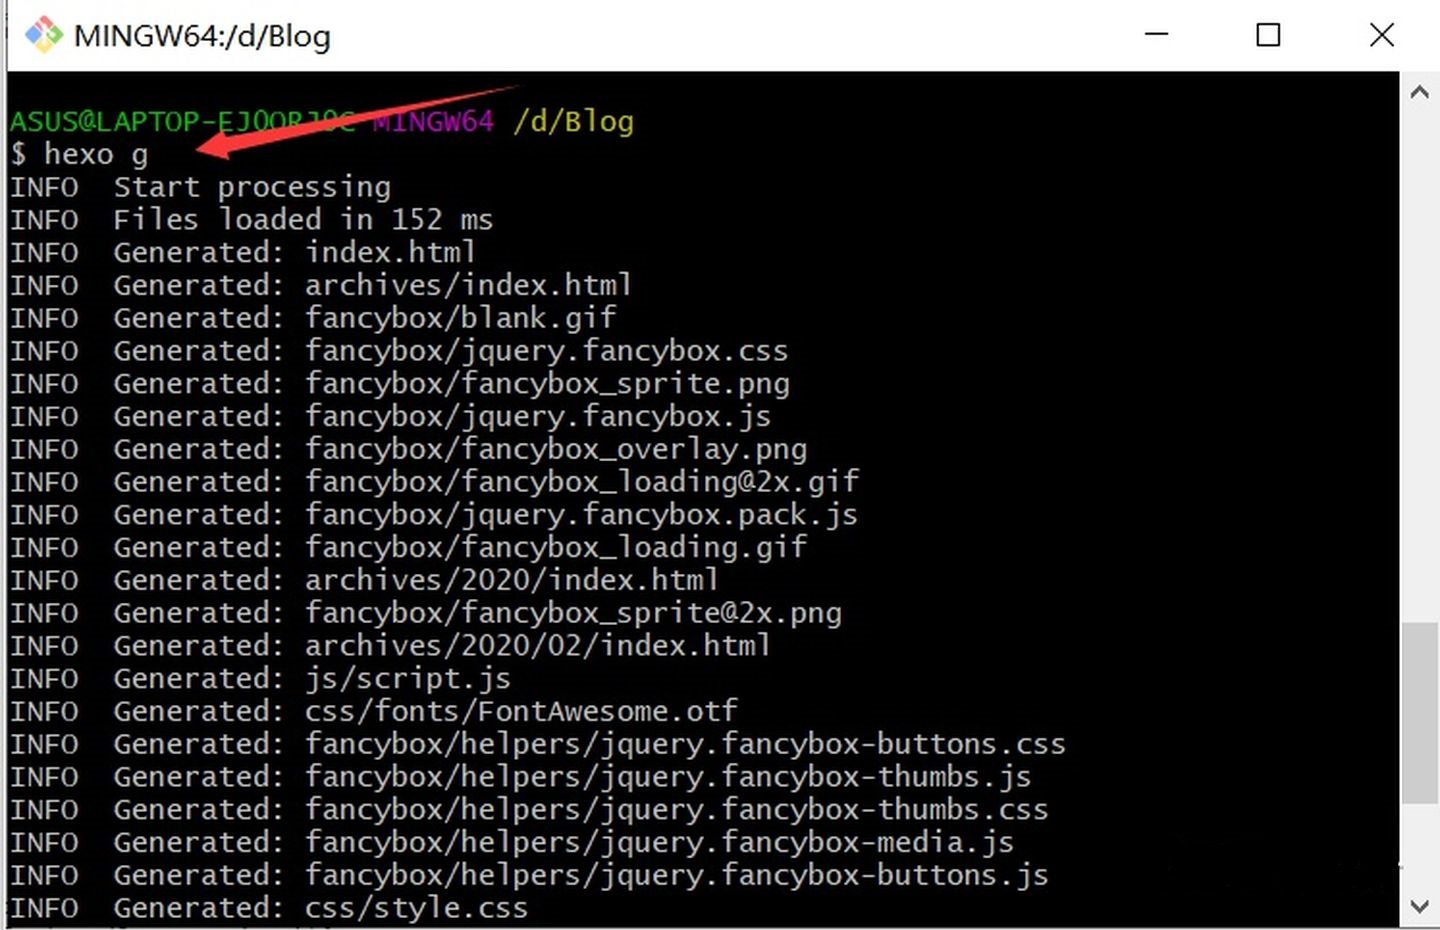 MINGW64:/d/Blog
MINGW64 /d/Blog
$ hexo g
INFO  Start processing
INFO  Files loaded in 152 ms
INFO  Generated: index.html
INFO  Generated: archives/index.html
INFO  Generated: fancybox/blank.gif
INFO  Generated: fancybox/jquery.fancybox.css
INFO  Generated: fancybox/fancybox_sprite.png
INFO  Generated: fancybox/jquery.fancybox.js
INFO  Generated: fancybox/fancybox_overlay.png
INFO  Generated: fancybox/fancybox_loading@2x.gif
INFO  Generated: fancybox/jquery.fancybox.pack.js
INFO  Generated: fancybox/fancybox_loading.gif
INFO  Generated: archives/2020/index.html
INFO  Generated: fancybox/fancybox_sprite@2x.png
INFO  Generated: archives/2020/02/index.html
INFO  Generated: js/script.js
INFO  Generated: css/fonts/FontAwesome.otf
INFO  Generated: fancybox/helpers/jquery.fancybox-buttons.css
INFO  Generated: fancybox/helpers/jquery.fancybox-thumbs.js
INFO  Generated: fancybox/helpers/jquery.fancybox-thumbs.css
INFO  Generated: fancybox/helpers/jquery.fancybox-media.js
INFO  Generated: fancybox/helpers/jquery.fancybox-buttons.js
INFO  Generated: css/style.css